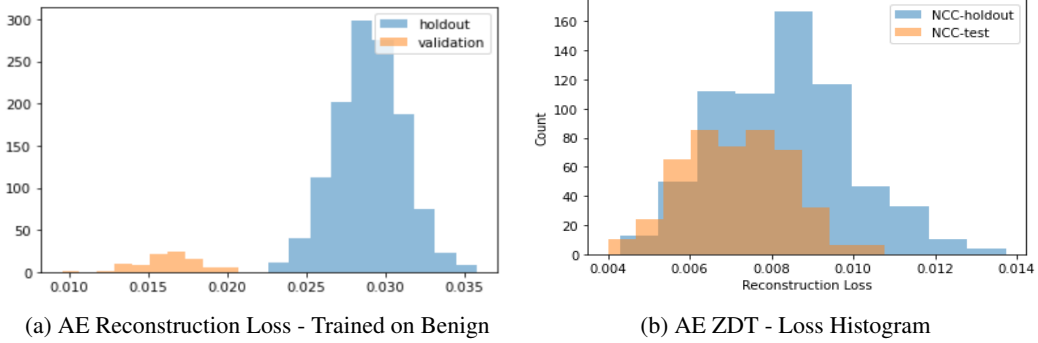 300
250
200
150
100
50
0
0.010 0.015 0.020 0.025 0.030 0.035
holdout
validation
(a) AE Reconstruction Loss - Trained on Benign
160
140
120
100
80
60
40
20
0
Count
0.004 0.006 0.008 0.010 0.012 0.014
Reconstruction Loss
NCC-holdout
NCC-test
(b) AE ZDT - Loss Histogram